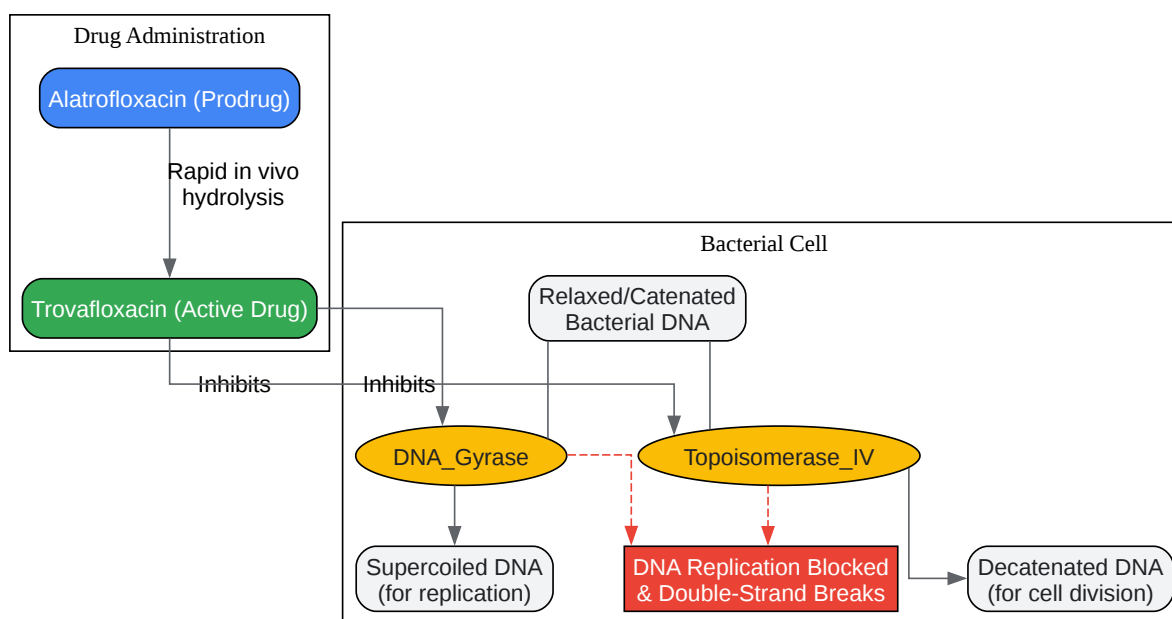 Drug Administration
Alatrofloxacin (Prodrug)
Rapid in vivo
hydrolysis
Trovafloxacin (Active Drug)
Bacterial Cell
Relaxed/Catenated
Bacterial DNA
Inhibits
Inhibits
DNA_Gyrase
Topoisomerase_IV
Supercoiled DNA
(for replication)
DNA Replication Blocked
& Double-Strand Breaks
Decatenated DNA
(for cell division)